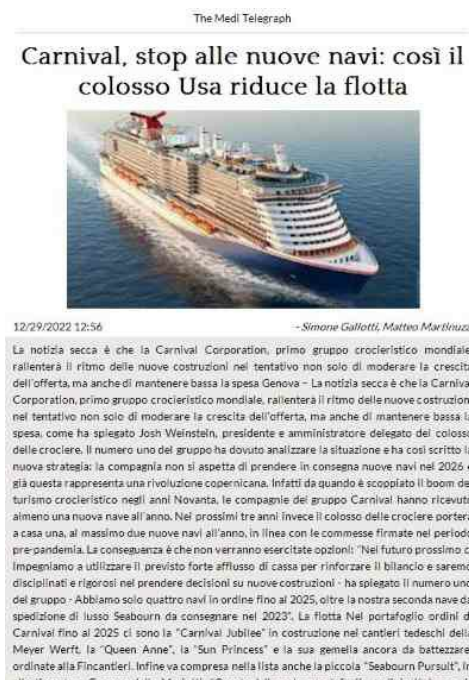 The Medi Telegraph
Carnival, stop alle nuove navi: così il
colosso Usa riduce la flotta
12/29/2022 12:56
- Simone Gallotti, Matteo Martinuzz
La notizia secca è che la Carnival Corporation, primo gruppo crocieristico mondiale
rallenterà il ritmo delle nuove costruzioni nel tentativo non solo di moderare la crescita
dell'offerta, ma anche di mantenere bassa la spesa Genova – La notizia secca è che la Carniva
Corporation, primo gruppo crocieristico mondiale, rallenterà il ritmo delle nuove costruzion
nel tentativo non solo di moderare la crescita dell'offerta, ma anche di mantenere bassa la
spesa, come ha spiegato Josh Weinstein, presidente e amministratore delegato del colosso
delle crociere. Il numero uno del gruppo ha dovuto analizzare la situazione e ha così scritto la
nuova strategia: la compagnia non si aspetta di prendere in consegna nuove navi nel 2026 e
già questa rappresenta una rivoluzione copernicana. Infatti da quando è scoppiato il boom de
turismo crocieristico negli anni Novanta, le compagnie del gruppo Carnival hanno ricevuto
almeno una nuova nave all'anno. Nei prossimi tre anni invece il colosso delle crociere porterà
a casa una, al massimo due nuove navi all'anno, in linea con le commesse firmate nel periodo
pre-pandemia. La conseguenza è che non verranno esercitate opzioni: "Nel futuro prossimo c
impegniamo a utilizzare il previsto forte afflusso di cassa per rinforzare il bilancio e saremo
disciplinati e rigorosi nel prendere decisioni su nuove costruzioni - ha spiegato il numero uno
del gruppo - Abbiamo solo quattro navi in ordine fino al 2025, oltre la nostra seconda nave da
spedizione di lusso Seabourn da consegnare nel 2023". La flotta Nel portafoglio ordini d
Carnival fino al 2025 ci sono la "Carnival Jubilee" in costruzione nei cantieri tedeschi della
Meyer Werft, la "Queen Anne", la "Sun Princess" e la sua gemella ancora da battezzare
ordinate alla Fincantieri. Infine va compresa nella lista anche la piccola "Seabourn Pursuit", in